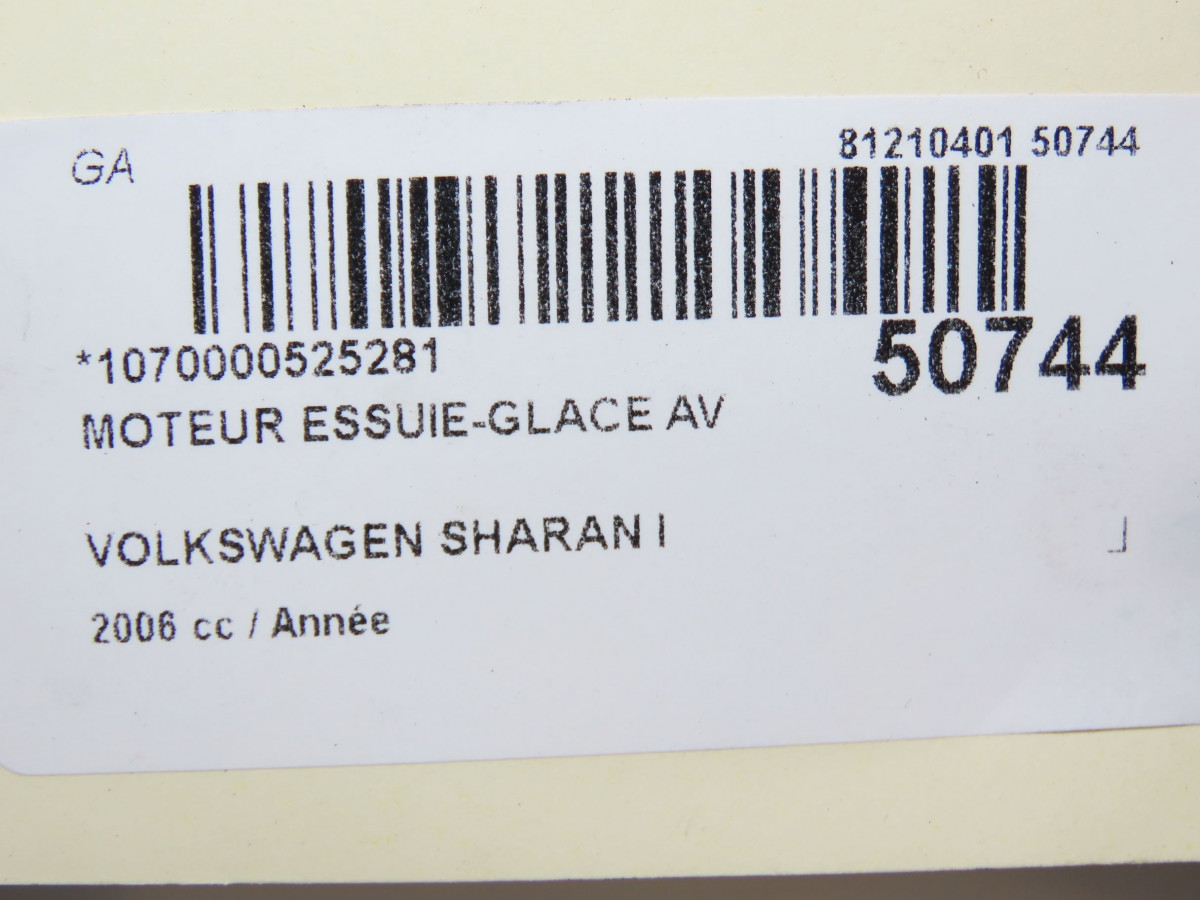 GA
81210401 50744
*1070000525281
50744
MOTEUR ESSUIE-GLACE AV
VOLKSWAGEN SHARAN I
2006 cc / Année